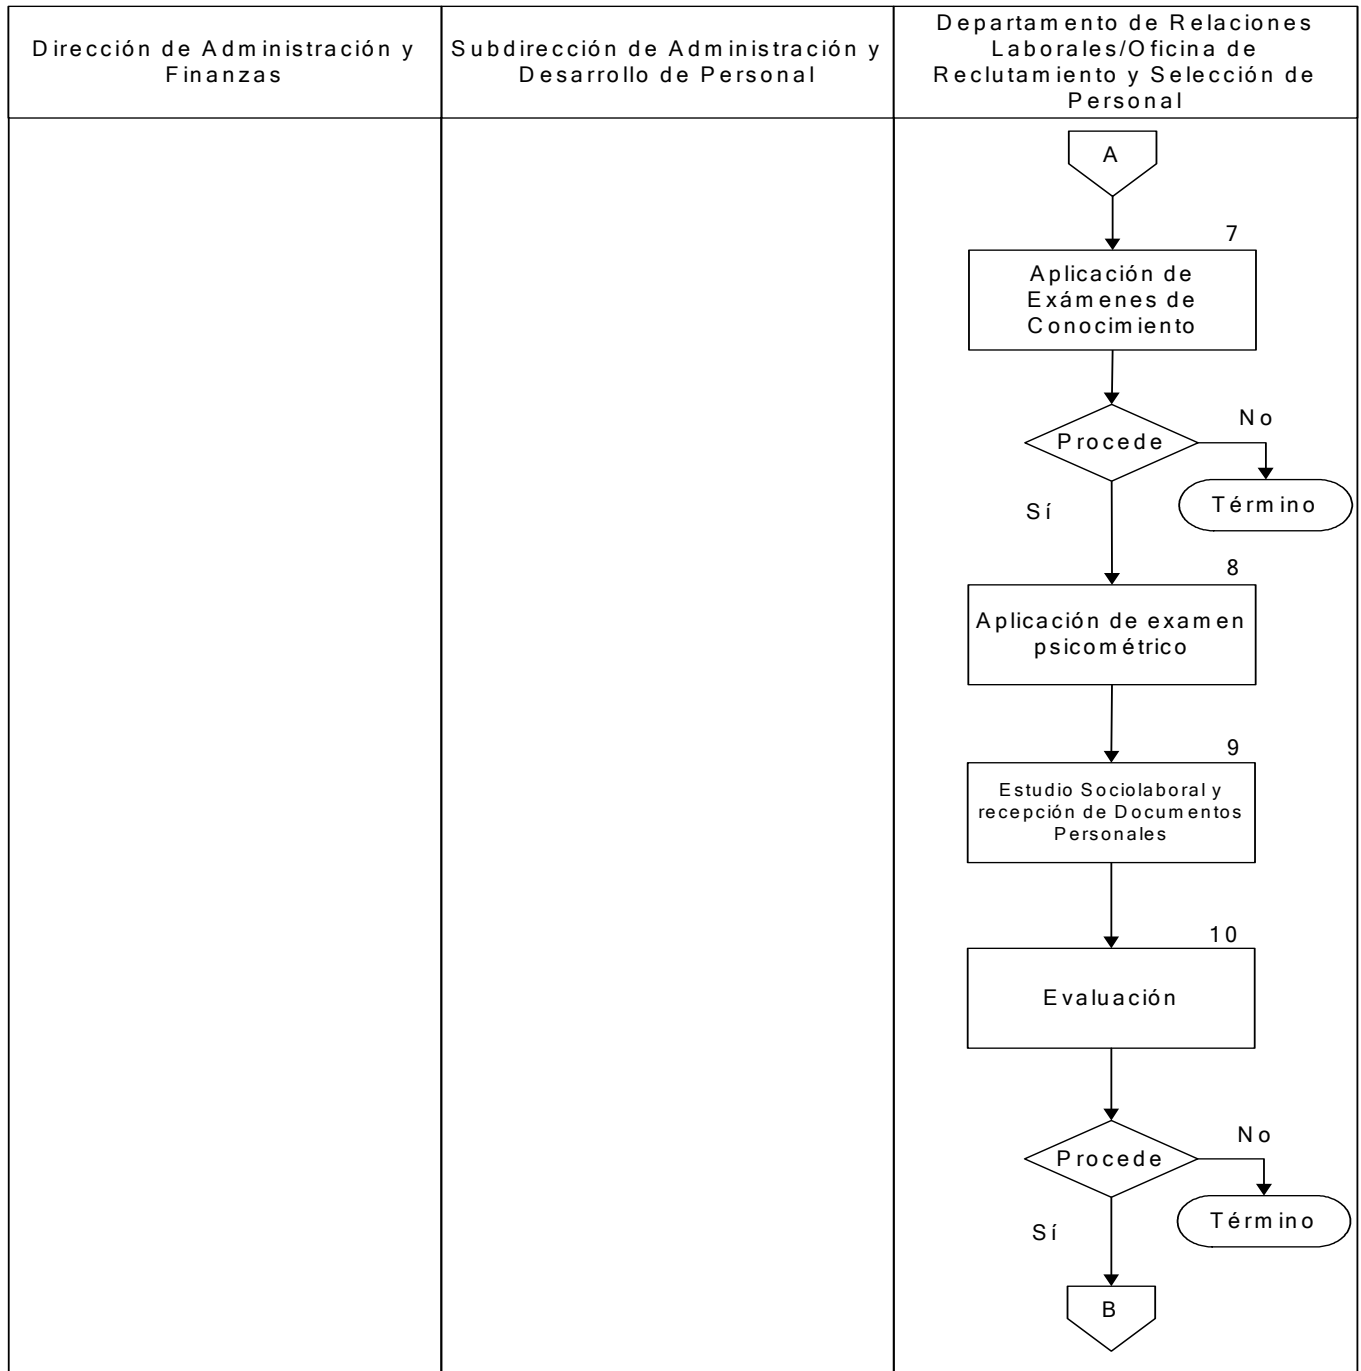 Dirección de Administración y
Finanzas
Subdirección de Administración y
Desarrollo de Personal
Departamento de Relaciones
Laborales/Oficina de
Reclutamiento y Selección de
Personal
A
7
Aplicación de
Exámenes de
Conocimiento
No
Procede
Término
Sí
8
Aplicación de examen
psicométrico
9
Estudio Sociolaboral y
recepción de Documentos
Personales
10
Evaluación
No
Procede
Término
Sí
B